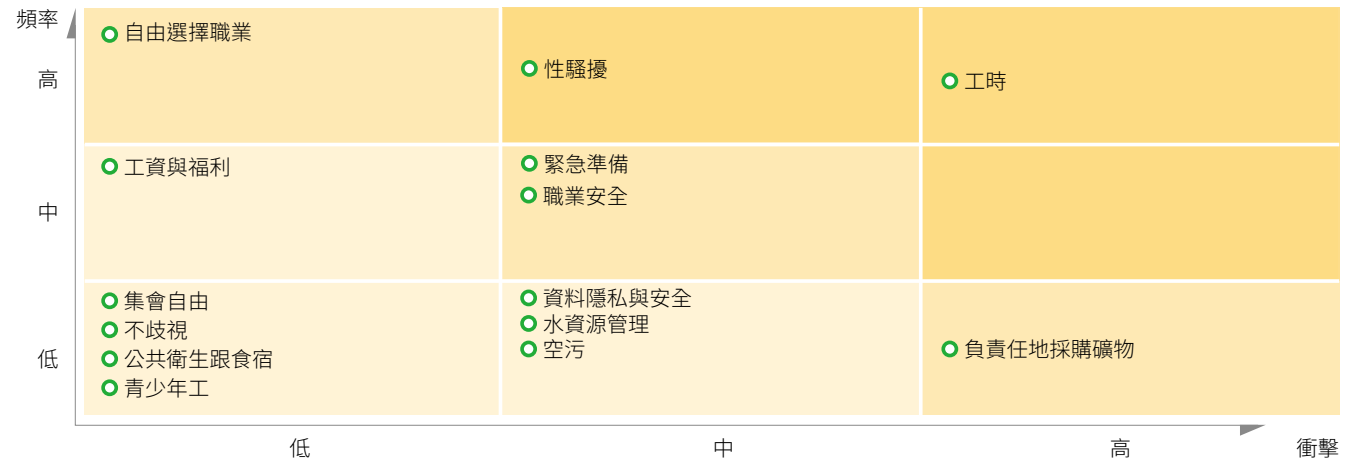 頻率
高
自由選擇職業
性騷擾
工時
中
工資與福利
緊急準備
職業安全
低
集會自由
不歧視
公共衛生跟食宿
青少年工
資料隱私與安全
水資源管理
空污
負責任地採購礦物
低
中
高
衝擊